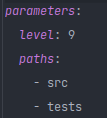 parameters:
  level: 9
  paths:
    - src
    - tests